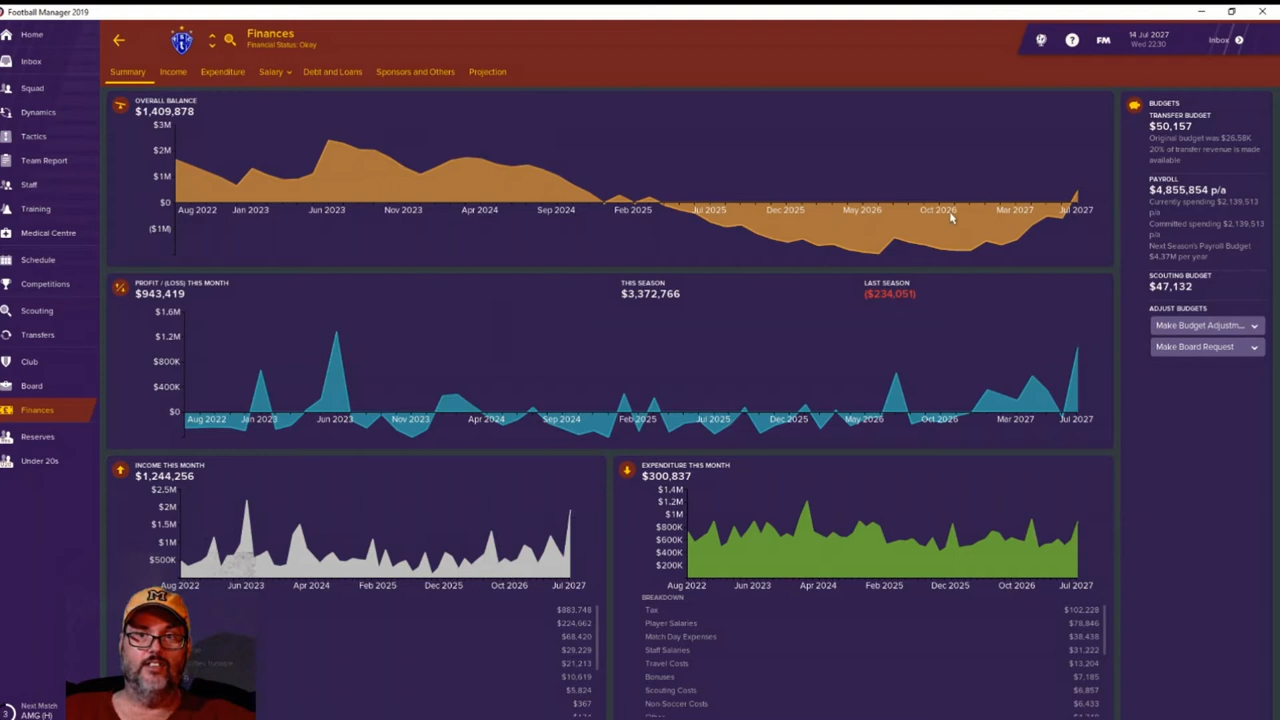 Football Manager 2019
Home
Inbox
Squad
Dynamics
Tactics
Team Report
Staff
Training
Medical Centre
Schedule
Competitions
Scouting
Transfers
Club
Board
Finances
Reserves
Under 20s
Next Match
AMG (H)
3
Finances
Financial Status: Okay
?
FM
14 Jul 2027
Wed 22:30
Inbox
Summary
Income
Expenditure
Salary
Debt and Loans
Sponsors and Others
Projection
OVERALL BALANCE
$1,409,878
$3M
$2M
$1M
$0
($1M)
Aug 2022 Jan 2023 Jun 2023 Nov 2023 Apr 2024 Sep 2024 Feb 2025 Jul 2025 Dec 2025 May 2026 Oct 2026 Mar 2027 Jul 2027
PROFIT / (LOSS) THIS MONTH
$943,419
THIS SEASON
$3,372,766
LAST SEASON
($234,051)
$1.6M
$1.2M
$800K
$400K
$0
Aug 2022 Jan 2023 Jun 2023 Nov 2023 Apr 2024 Sep 2024 Feb 2025 Jul 2025 Dec 2025 May 2026 Oct 2026 Mar 2027 Jul 2027
INCOME THIS MONTH
$1,244,256
$2.5M
$2M
$1.5M
$1M
$500K
Aug 2022 Jun 2023 Apr 2024 Feb 2025 Dec 2025 Oct 2026 Jul 2027
$883,748
$224,662
$68,420
$29,229
$21,213
$10,619
$5,824
$367
EXPENDITURE THIS MONTH
$300,837
$1.4M
$1.2M
$1M
$800K
$600K
$400K
$200K
Aug 2022 Jun 2023 Apr 2024 Feb 2025 Dec 2025 Oct 2026 Jul 2027
BREAKDOWN
Tax $102,228
Player Salaries $78,846
Match Day Expenses $38,438
Staff Salaries $31,222
Travel Costs $13,204
Bonuses $7,185
Scouting Costs $6,857
Non-Soccer Costs $6,433
BUDGETS
TRANSFER BUDGET
$50,157
Original budget was $26.58K
20% of transfer revenue is made
available
PAYROLL
$4,855,854 p/a
Currently spending $2,139,513
p/a
Committed spending $2,139,513
p/a
Next Season's Payroll Budget
$4.37M per year
SCOUTING BUDGET
$47,132
ADJUST BUDGETS
Make Budget Adjustm...
Make Board Request
M